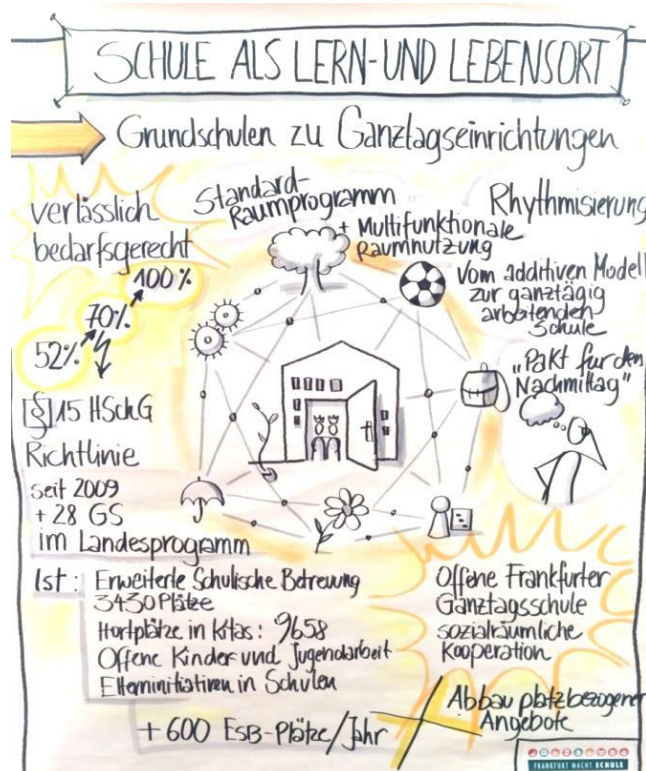 SCHULE ALS LERN-UND LEBENSORT
Grundschulen zu Ganztagseinrichtungen
verlässlich
bedarfsgerecht
100%
70%
52%
[§] 15 HSchG
Richtlinie
seit 2009
+ 28 GS
im Landesprogramm
Standard-
Raumprogramm
+ Multifunktionale
Raumnutzung
Rhythmisierung
Vom additiven Modell
zur ganztägig
arbeitenden
Schule
„Pakt für den
Nachmittag"
Ist: Erweiterte Schulische Betreuung
3430 Plätze
Hortplätze in Kitas: 9658
Offene Kinder und Jugendarbeit
Elterninitiativen in Schulen
+ 600 ESB-Plätze/Jahr
Offene Frankfurter
Ganztagsschule
sozialräumliche
Kooperation
Abbau platzbezogener
Angebote
FRANKFURT MACHT SCHULE